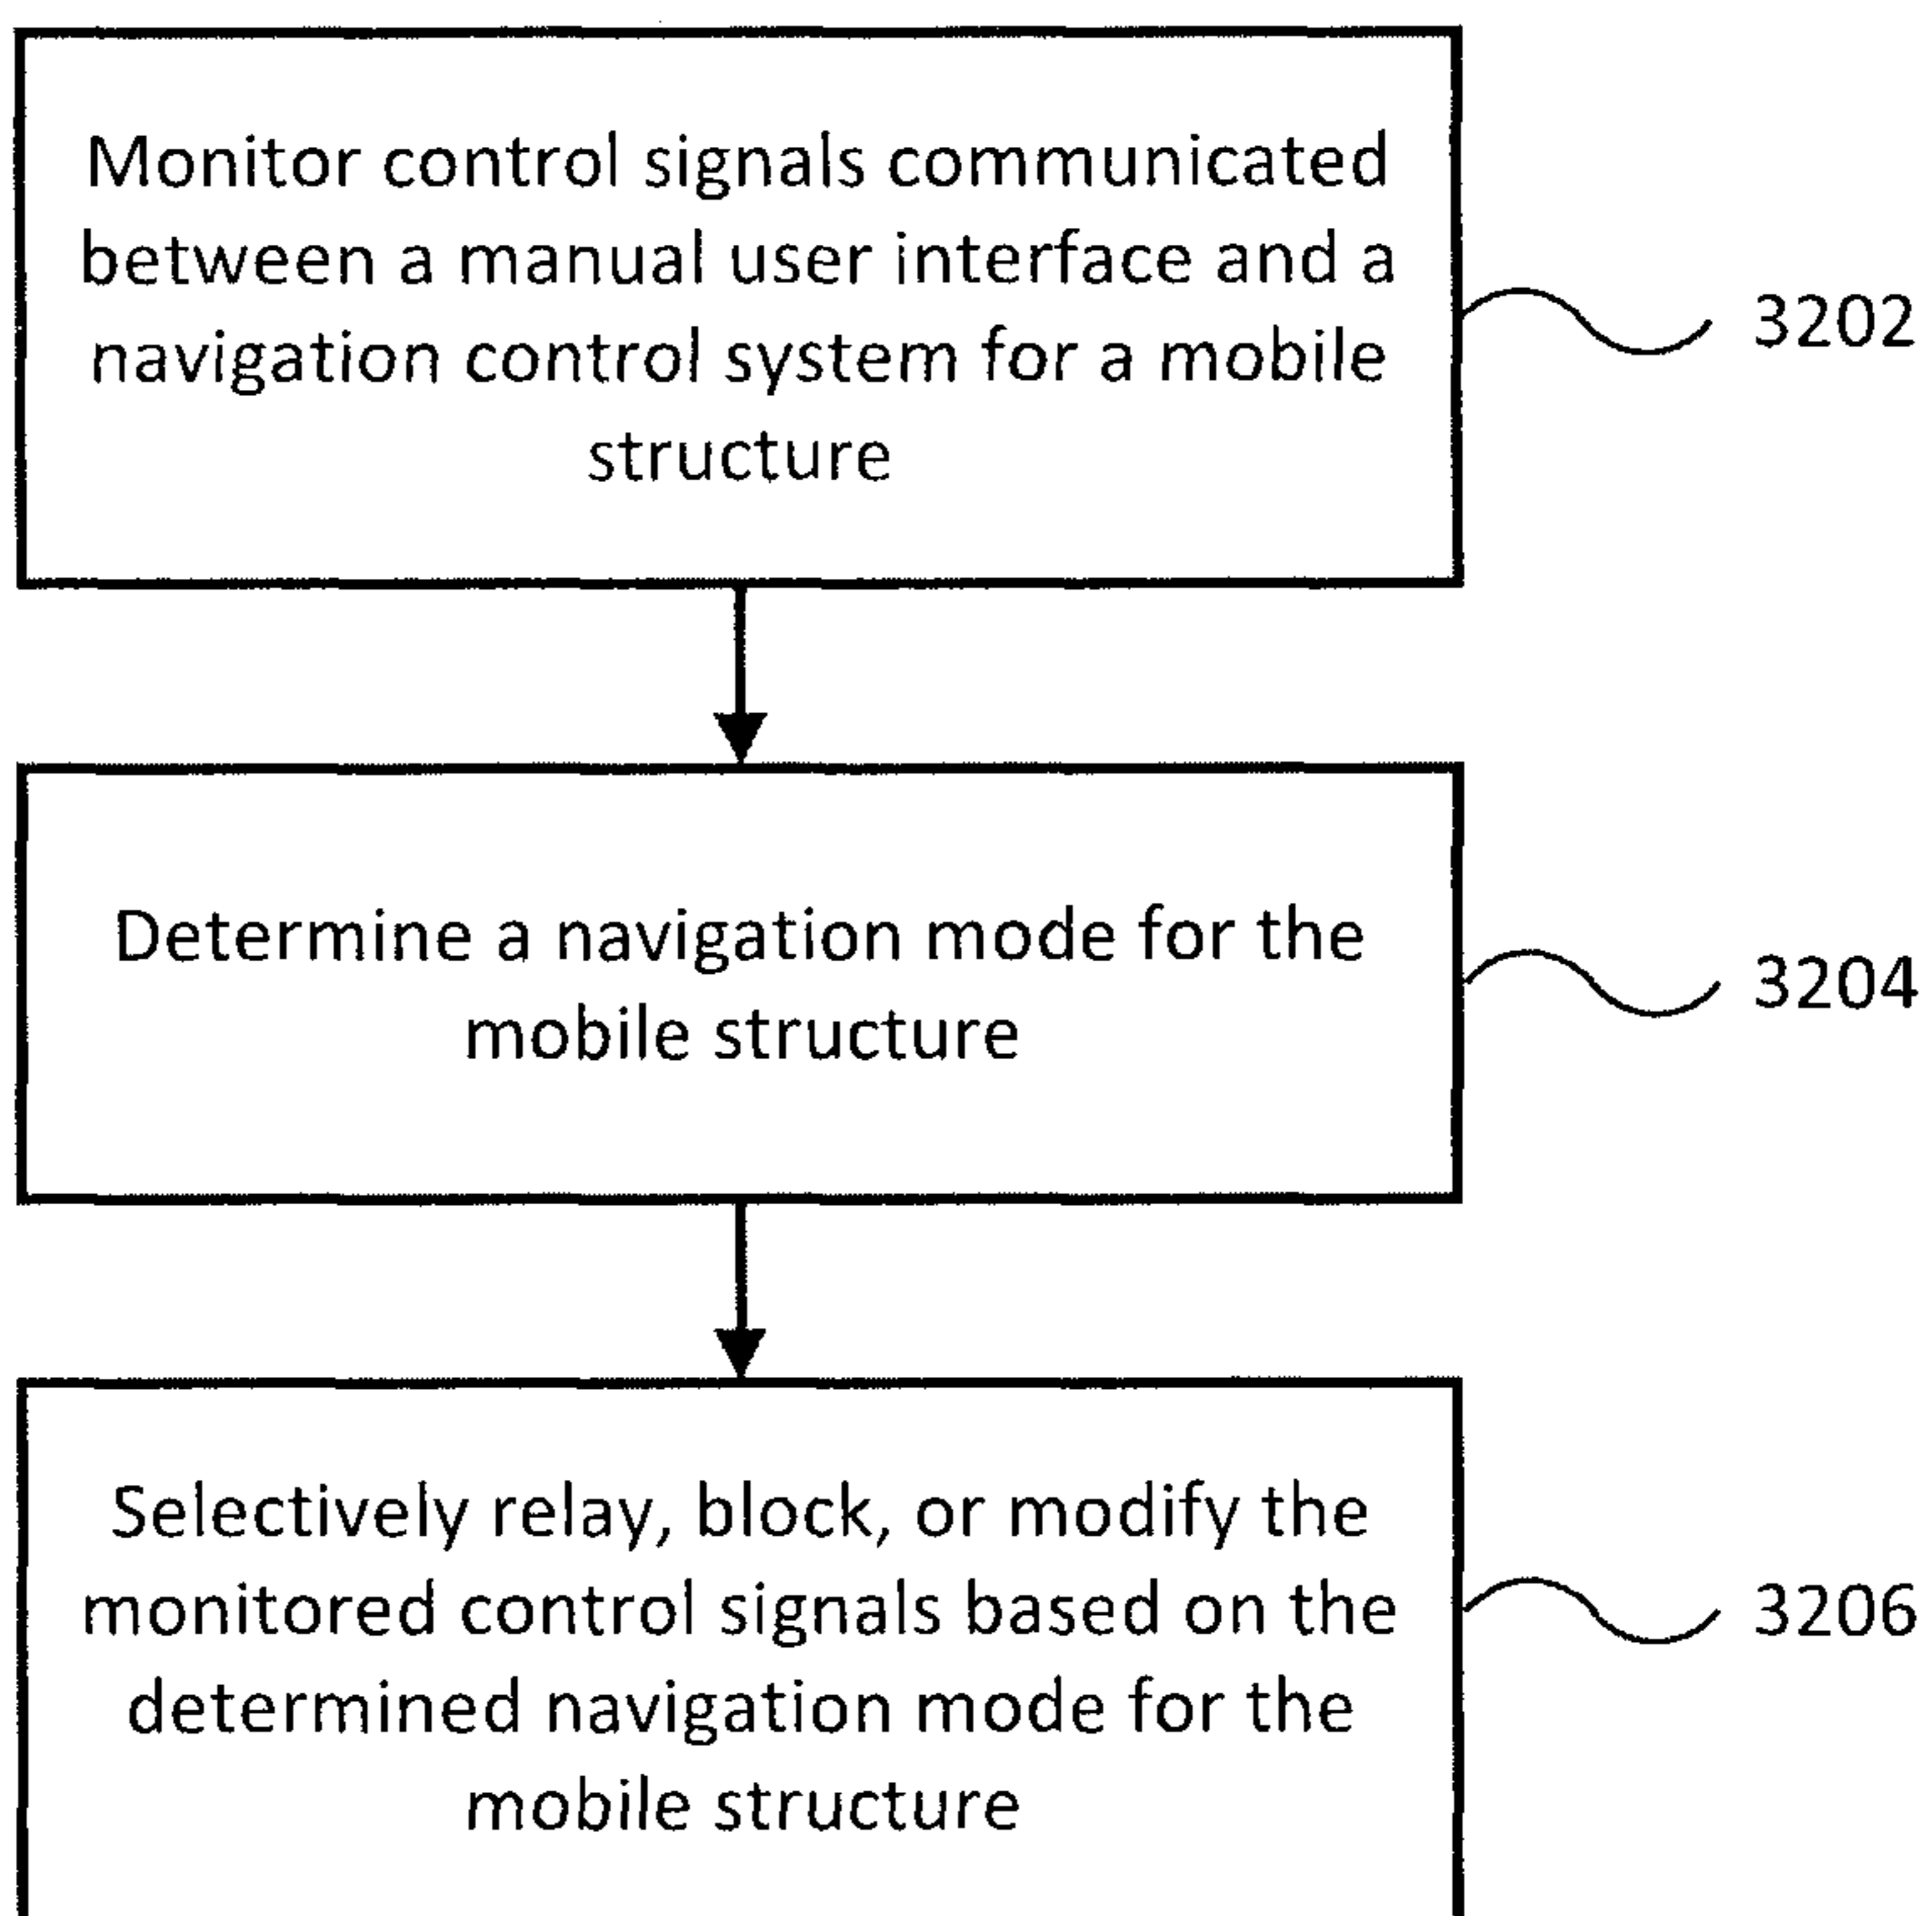 Monitor control signals communicated
between a manual user interface and a
navigation control system for a mobile
structure
3202
Determine a navigation mode for the
mobile structure
3204
Selectively relay, block, or modify the
monitored control signals based on the
determined navigation mode for the
mobile structure
3206